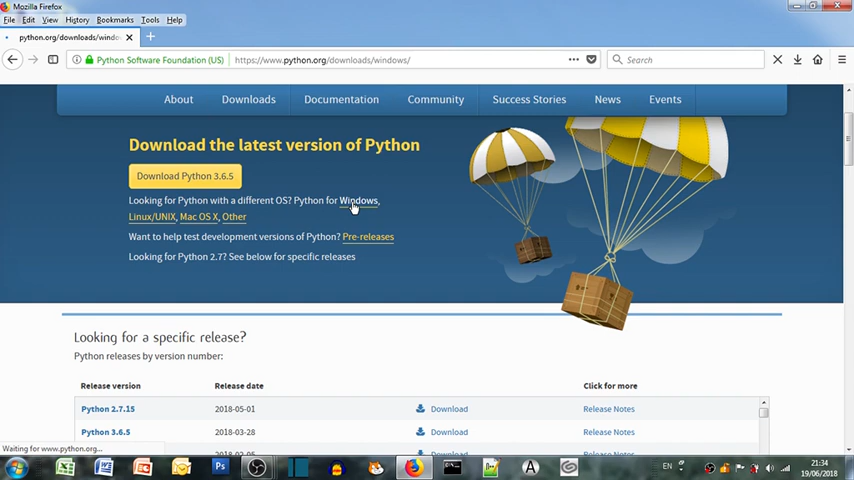 Mozilla Firefox
File Edit View History Bookmarks Tools Help
python.org/downloads/windo
Python Software Foundation (US) https://www.python.org/downloads/windows/ Search
About Downloads Documentation Community Success Stories News Events
Download the latest version of Python
Download Python 3.6.5
Looking for Python with a different OS? Python for Windows,
Linux/UNIX, Mac OS X, Other
Want to help test development versions of Python? Pre-releases
Looking for Python 2.7? See below for specific releases
Looking for a specific release?
Python releases by version number:
Release version Release date Click for more
Python 2.7.15 2018-05-01 Download Release Notes
Python 3.6.5 2018-03-28 Download Release Notes
Waiting for www.python.org...
EN 21:34
19/06/2018